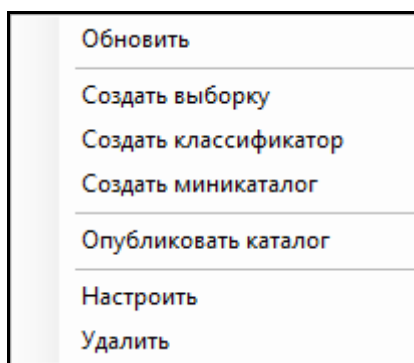 Обновить
Создать выборку
Создать классификатор
Создать миникаталог
Опубликовать каталог
Настроить
Удалить